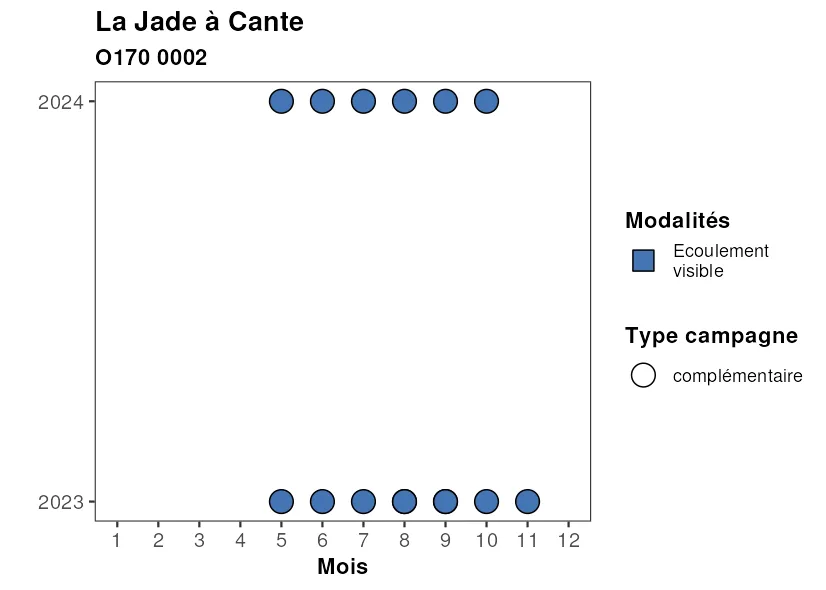 La Jade à Cante
O170 0002
2024
2023
1 2 3 4 5 6 7 8 9 10 11 12
Mois
Modalités
Ecoulement
visible
Type campagne
complémentaire